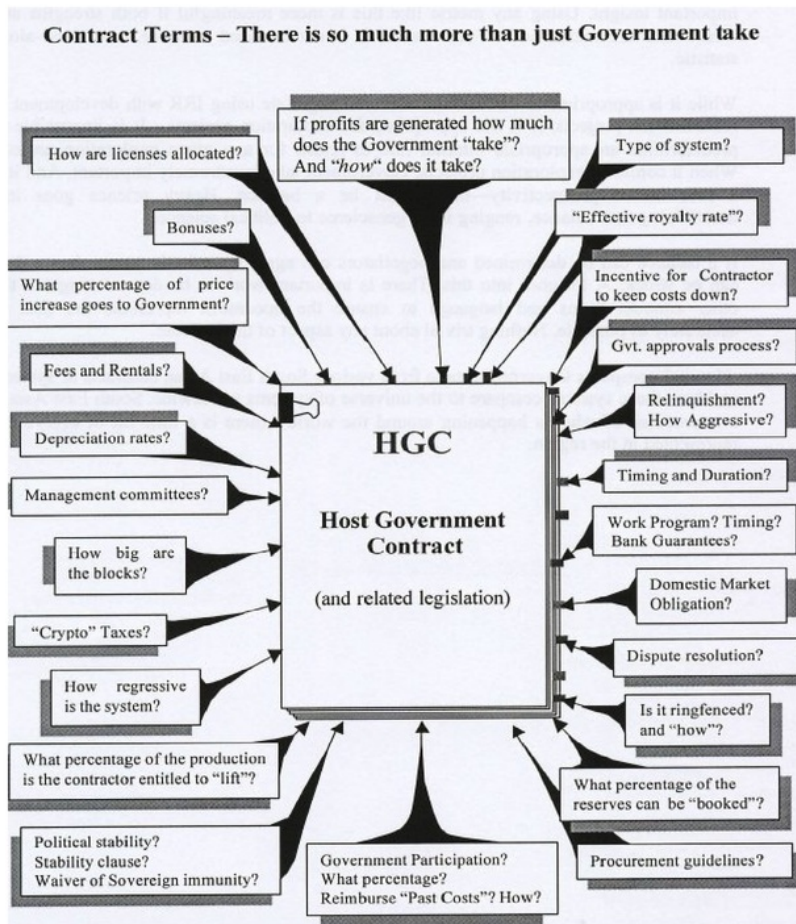 Contract Terms – There is so much more than just Government take
How are licenses allocated?
If profits are generated how much
does the Government “take”?
And “how” does it take?
Type of system?
Bonuses?
“Effective royalty rate”?
What percentage of price
increase goes to Government?
Incentive for Contractor
to keep costs down?
Fees and Rentals?
Gvt. approvals process?
Depreciation rates?
Relinquishment?
How Aggressive?
Management committees?
Timing and Duration?
How big are
the blocks?
Work Program? Timing?
Bank Guarantees?
HGC
Host Government
Contract
(and related legislation)
“Crypto” Taxes?
Domestic Market
Obligation?
How regressive
is the system?
Dispute resolution?
What percentage of the production
is the contractor entitled to “lift”?
Is it ringfenced?
and “how”?
What percentage of the
reserves can be “booked”?
Political stability?
Stability clause?
Waiver of Sovereign immunity?
Government Participation?
What percentage?
Reimburse “Past Costs”? How?
Procurement guidelines?